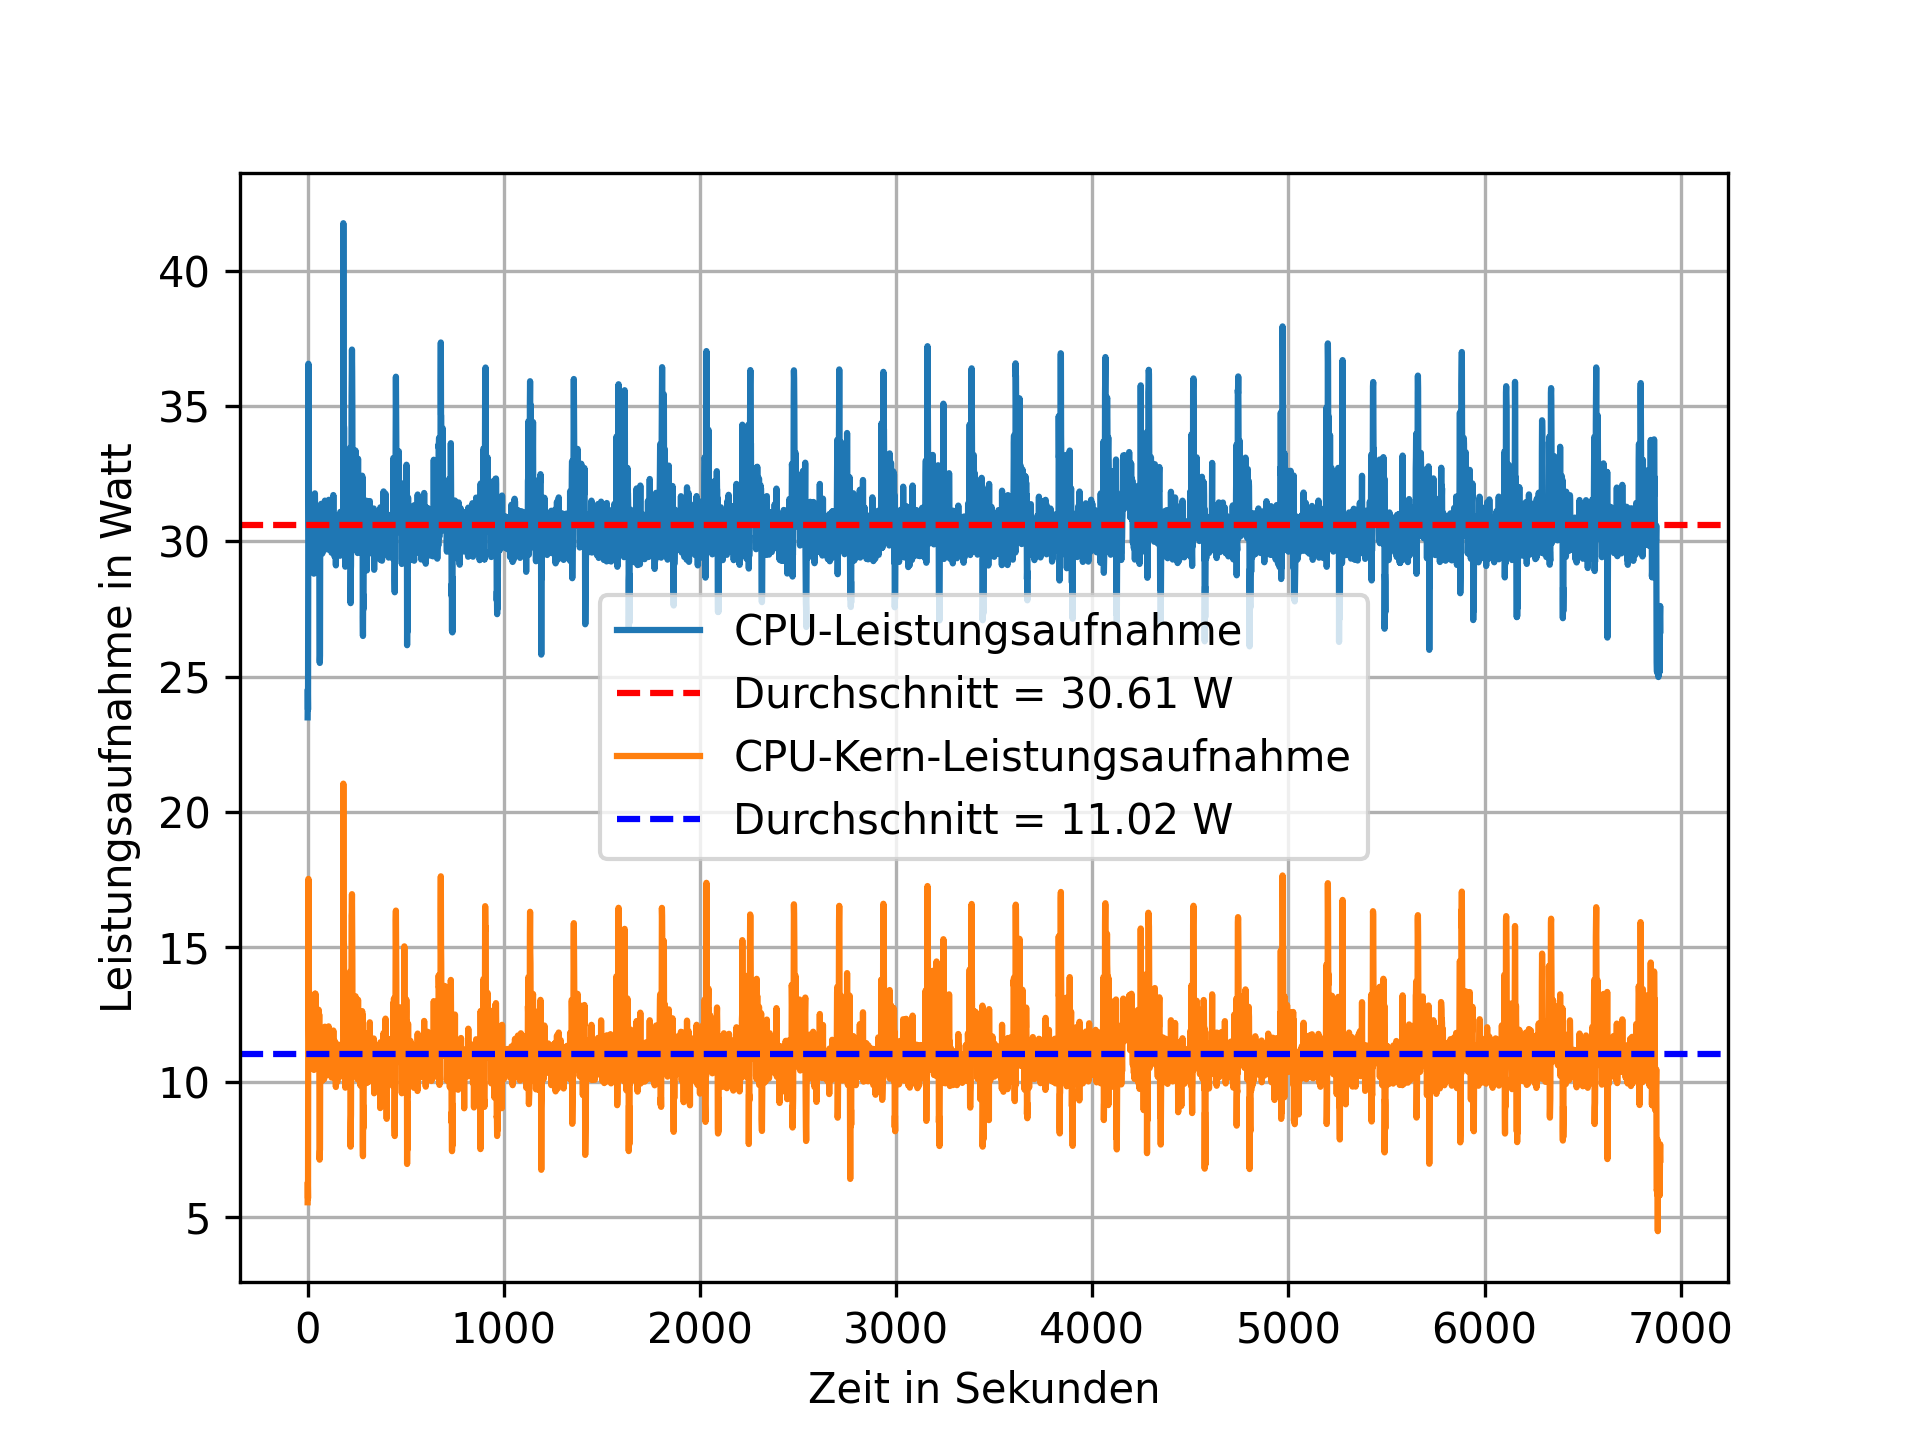 40
35
30
25
20
15
10
5
Leistungsaufnahme in Watt
CPU-Leistungsaufnahme
Durchschnitt = 30.61 W
CPU-Kern-Leistungsaufnahme
Durchschnitt = 11.02 W
0 1000 2000 3000 4000 5000 6000 7000
Zeit in Sekunden